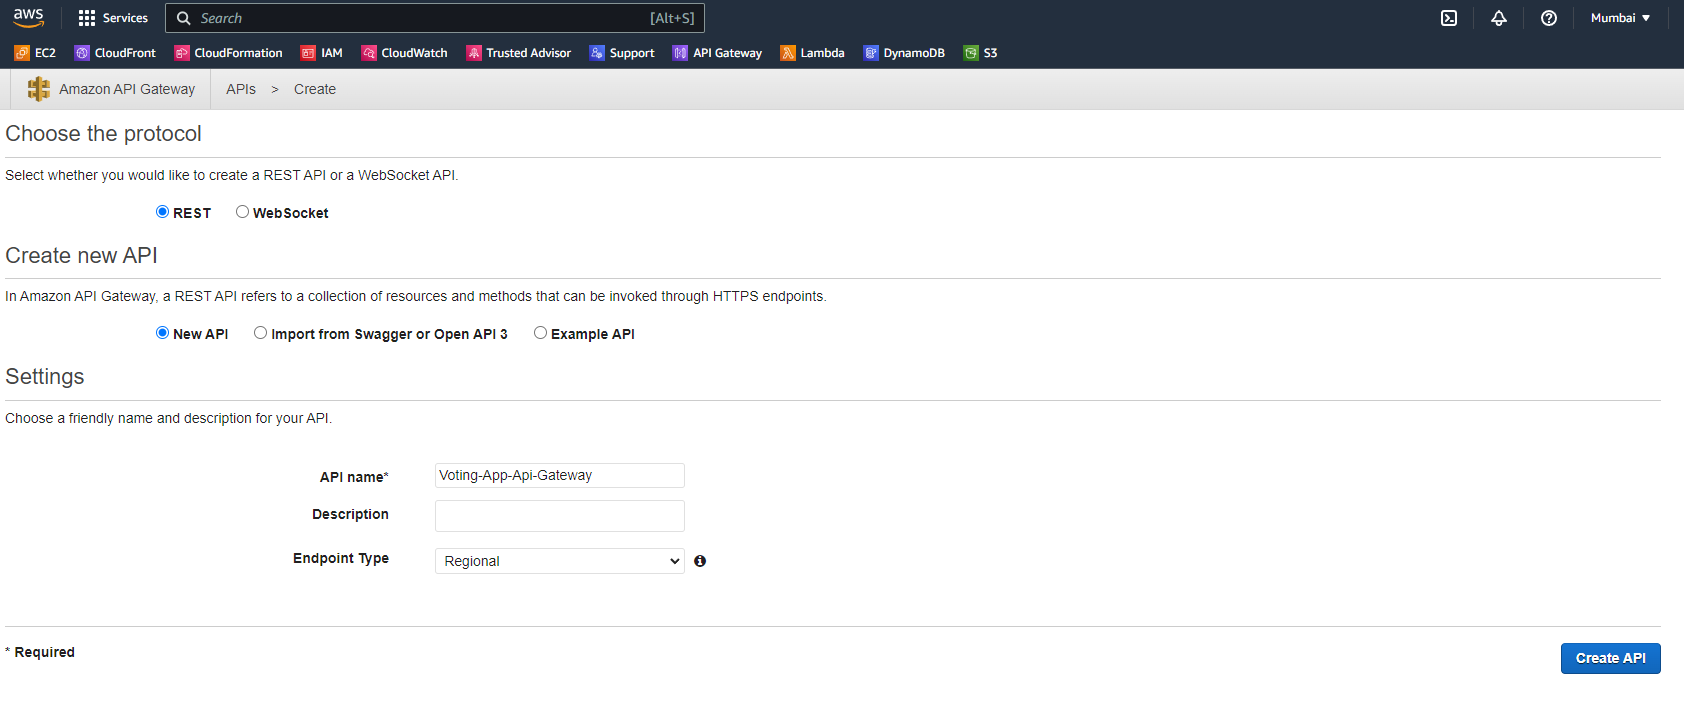 aws Services Search [Alt+S] Mumbai
EC2 CloudFront CloudFormation IAM CloudWatch Trusted Advisor Support API Gateway Lambda DynamoDB S3
Amazon API Gateway APIs > Create
Choose the protocol
Select whether you would like to create a REST API or a WebSocket API.
REST WebSocket
Create new API
In Amazon API Gateway, a REST API refers to a collection of resources and methods that can be invoked through HTTPS endpoints.
New API Import from Swagger or Open API 3 Example API
Settings
Choose a friendly name and description for your API.
API name* Voting-App-Api-Gateway
Description
Endpoint Type Regional
* Required Create API